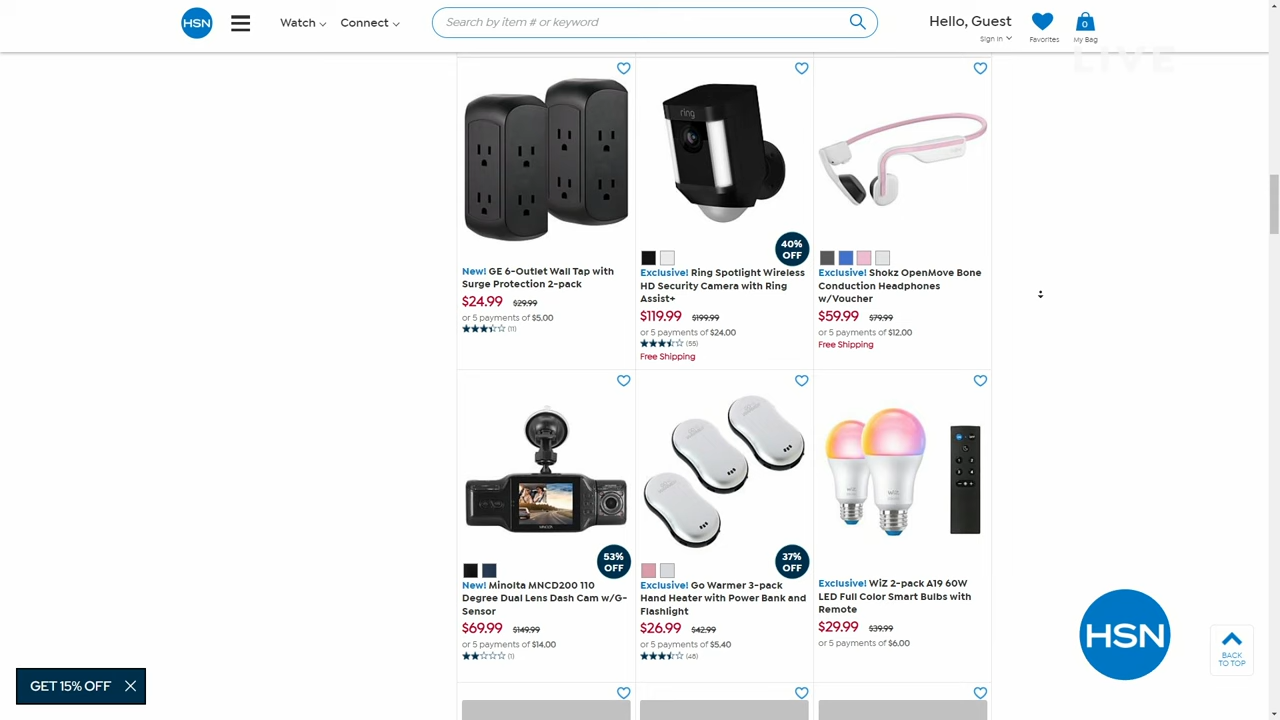 HSN
Watch
Connect
Search by item # or keyword
Hello, Guest
Sign In
Favorites
0
My Bag
LIVE
New! GE 6-Outlet Wall Tap with
Surge Protection 2-pack
$24.99 $29.99
or 5 payments of $5.00
(11)
ring
40%
OFF
Exclusive! Ring Spotlight Wireless
HD Security Camera with Ring
Assist+
$119.99 $199.99
or 5 payments of $24.00
(55)
Free Shipping
Exclusive! Shokz OpenMove Bone
Conduction Headphones
w/Voucher
$59.99 $79.99
or 5 payments of $12.00
Free Shipping
53%
OFF
New! Minolta MNCD200 110
Degree Dual Lens Dash Cam w/G-
Sensor
$69.99 $149.99
or 5 payments of $14.00
(1)
37%
OFF
Exclusive! Go Warmer 3-pack
Hand Heater with Power Bank and
Flashlight
$26.99 $42.99
or 5 payments of $5.40
(48)
WiZ
WiZ
Exclusive! WiZ 2-pack A19 60W
LED Full Color Smart Bulbs with
Remote
$29.99 $39.99
or 5 payments of $6.00
HSN
BACK
TO TOP
GET 15% OFF